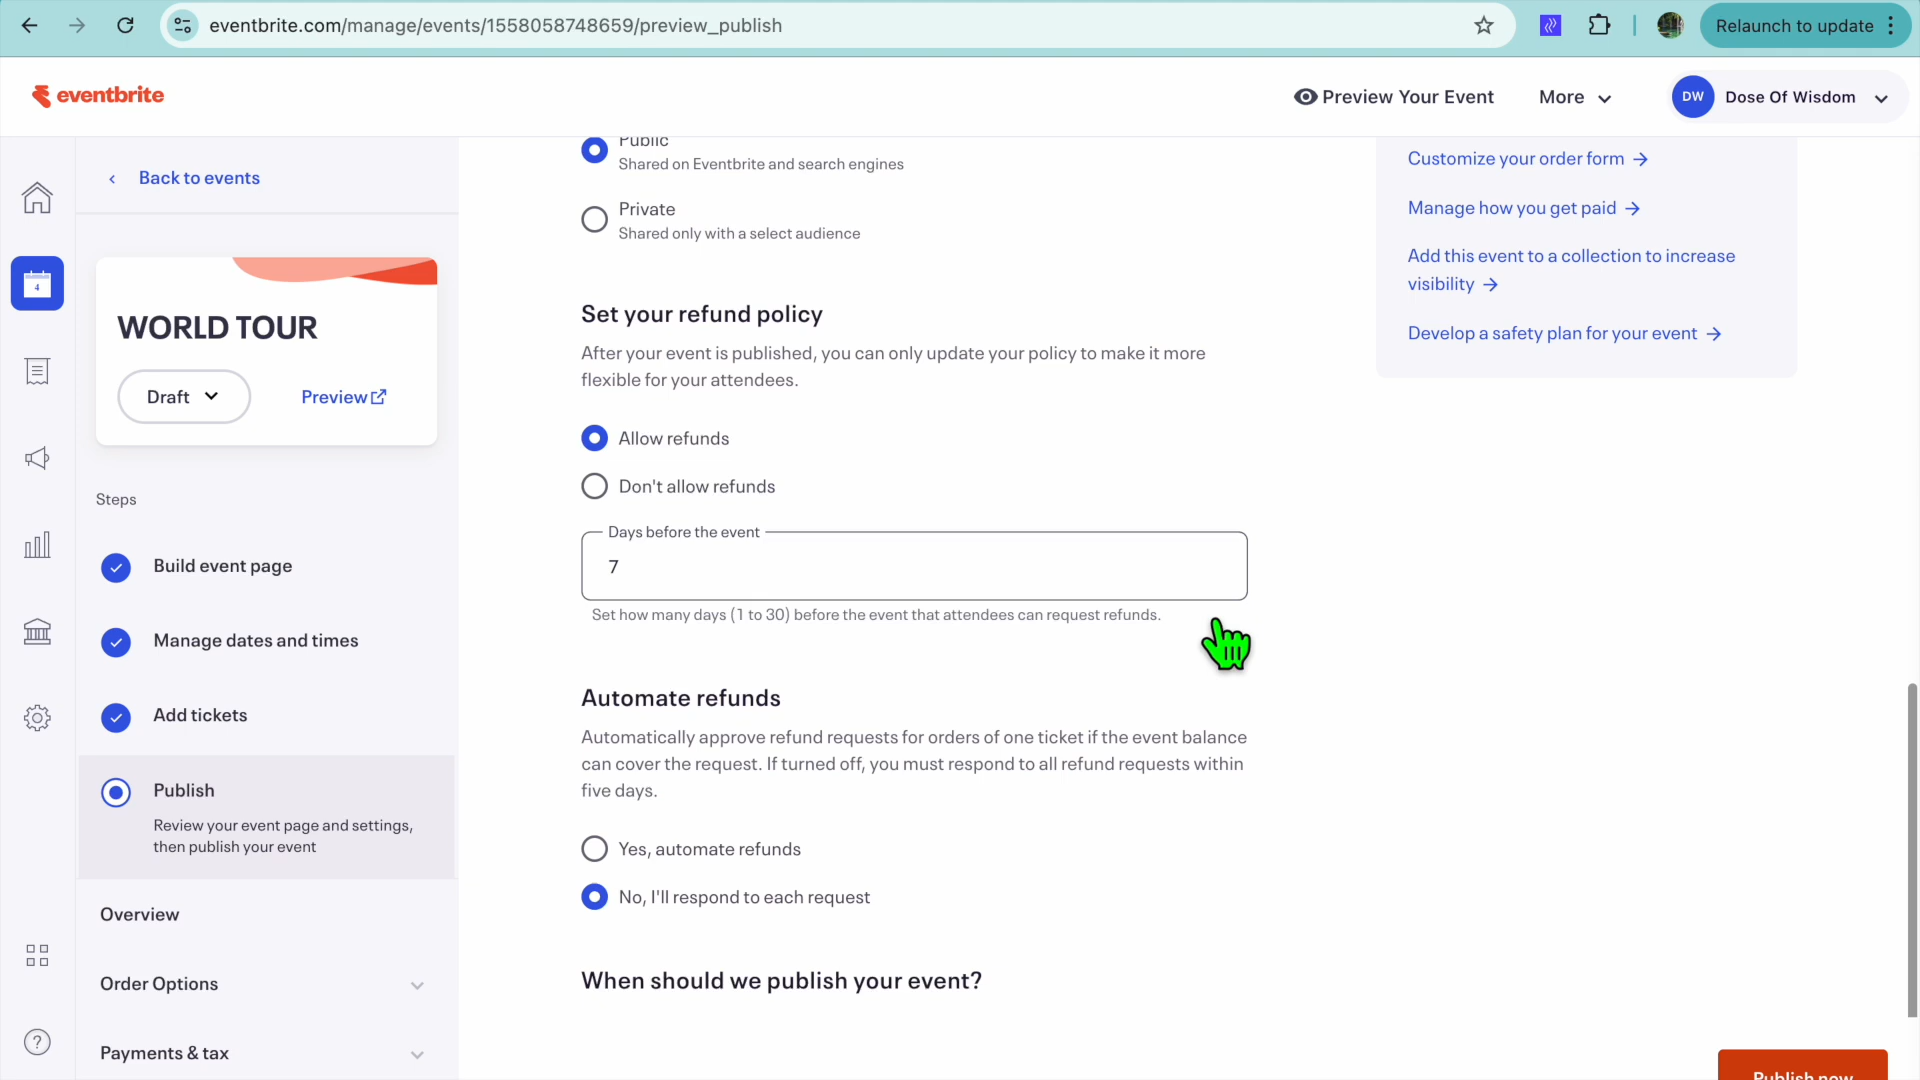 eventbrite.com/manage/events/1558058748659/preview_publish
Relaunch to update
eventbrite
Preview Your Event
More
DW
Dose Of Wisdom
Back to events
WORLD TOUR
Draft
Preview
Steps
Build event page
Manage dates and times
Add tickets
Publish
Review your event page and settings,
then publish your event
Overview
Order Options
Payments & tax
4
?
Public
Shared on Eventbrite and search engines
Private
Shared only with a select audience
Set your refund policy
After your event is published, you can only update your policy to make it more
flexible for your attendees.
Allow refunds
Don't allow refunds
Days before the event
7
Set how many days (1 to 30) before the event that attendees can request refunds.
Automate refunds
Automatically approve refund requests for orders of one ticket if the event balance
can cover the request. If turned off, you must respond to all refund requests within
five days.
Yes, automate refunds
No, I'll respond to each request
When should we publish your event?
Customize your order form
Manage how you get paid
Add this event to a collection to increase
visibility
Develop a safety plan for your event
Publish now